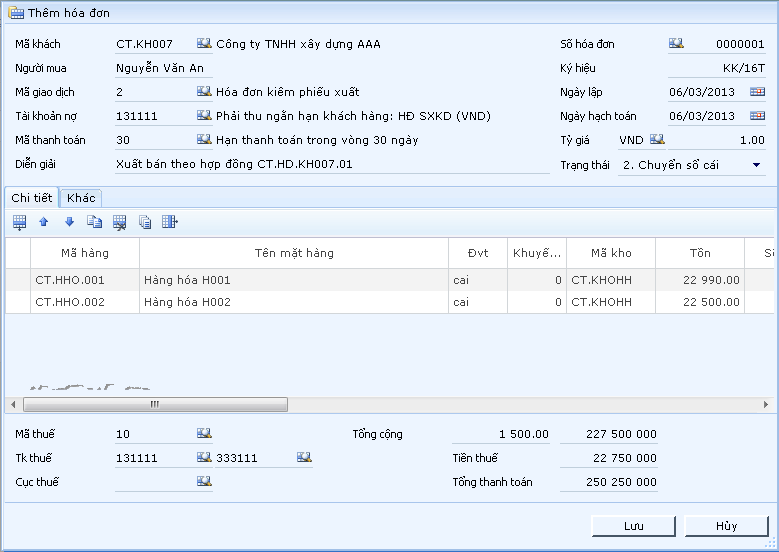 Thêm hóa đơn
Mã khách CT.KH007 Công ty TNHH xây dựng AAA Số hóa đơn 0000001
Người mua Nguyễn Văn An Ký hiệu KK/16T
Mã giao dịch 2 Hóa đơn kiêm phiếu xuất Ngày lập 06/03/2013
Tài khoản nợ 131111 Phải thu ngắn hạn khách hàng: HĐ SXKD (VND) Ngày hạch toán 06/03/2013
Mã thanh toán 30 Hạn thanh toán trong vòng 30 ngày Tỷ giá VND 1.00
Diễn giải Xuất bán theo hợp đồng CT.HD.KH007.01 Trạng thái 2. Chuyển sổ cái
Chi tiết Khác
Mã hàng Tên mặt hàng Đvt Khuyế... Mã kho Tồn
CT.HHO.001 Hàng hóa H001 cai 0 CT.KHOHH 22 990.00
CT.HHO.002 Hàng hóa H002 cai 0 CT.KHOHH 22 500.00
Mã thuế 10 Tổng cộng 1 500.00 227 500 000
Tk thuế 131111 333111 Tiền thuế 22 750 000
Cục thuế Tổng thanh toán 250 250 000
Lưu Hủy